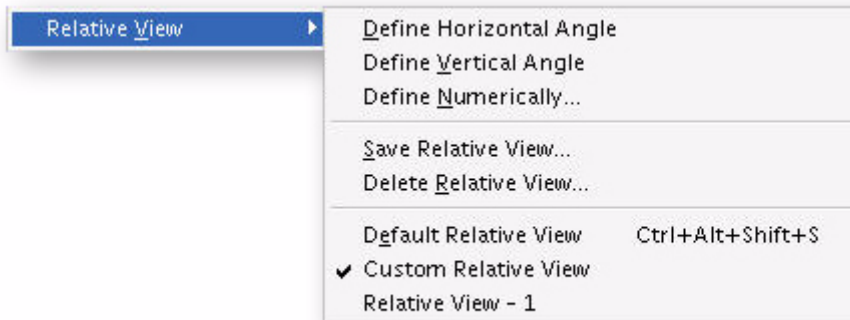 Relative View
Define Horizontal Angle
Define Vertical Angle
Define Numerically...
Save Relative View...
Delete Relative View...
Default Relative View Ctrl+Alt+Shift+S
Custom Relative View
Relative View - 1